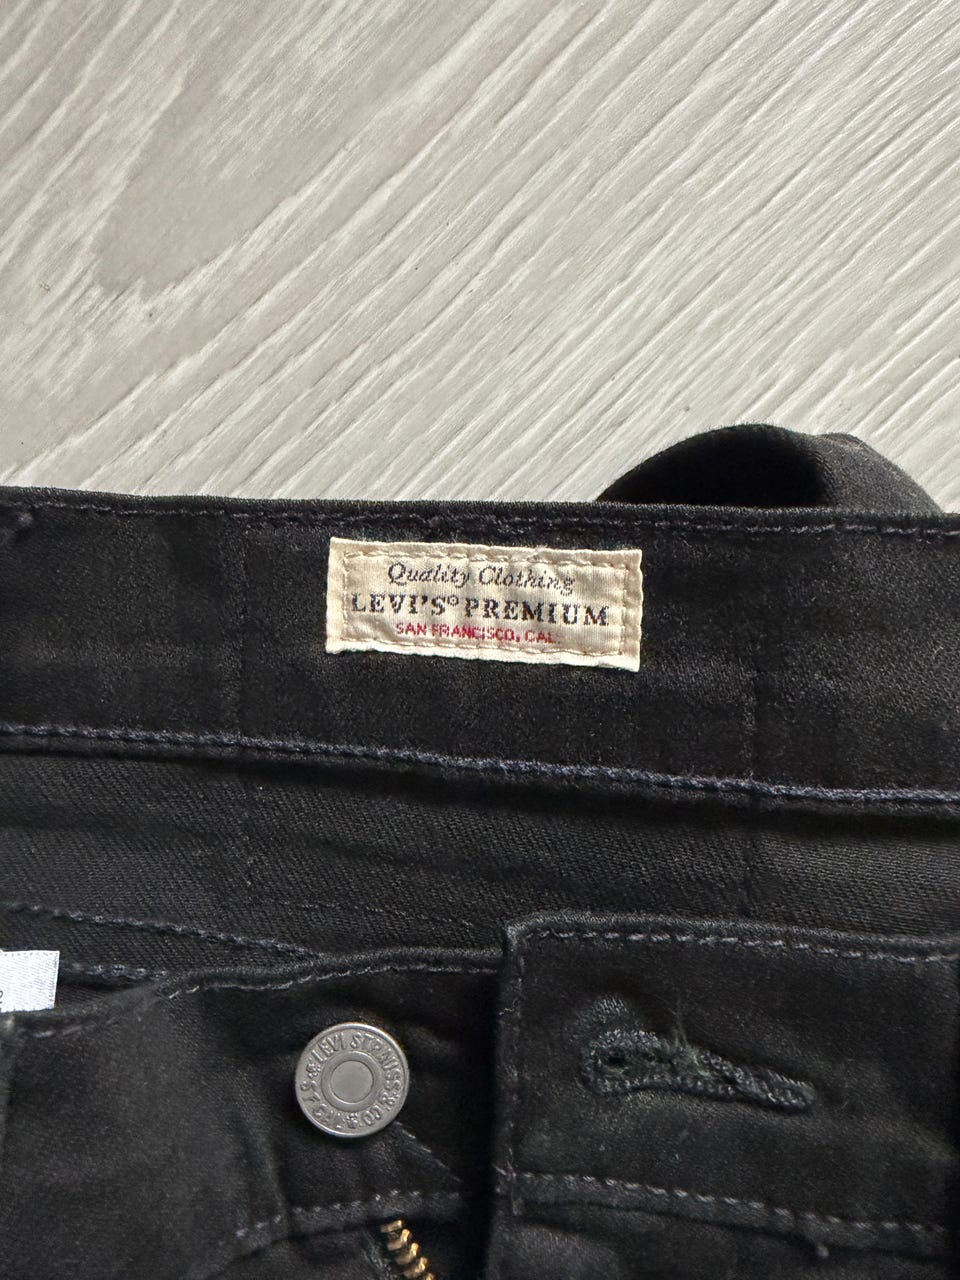 Quality Clothing
LEVI'S® PREMIUM
SAN FRANCISCO, CAL.
LEVI STRAUSS & CO